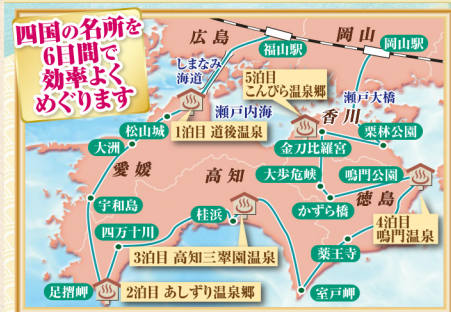 四国の名所を
6日間で
効率よく
めぐります
広島
岡山
福山駅
岡山駅
しまなみ
海道
5泊目
こんぴら温泉郷
瀬戸大橋
瀬戸内海
香川
松山城
1泊目 道後温泉
栗林公園
大洲
金刀比羅宮
愛媛
高知
大歩危峡
鳴門公園
徳島
宇和島
桂浜
かずら橋
4泊目
鳴門温泉
四万十川
薬王寺
3泊目 高知三翠園温泉
足摺岬
2泊目 あしずり温泉郷
室戸岬